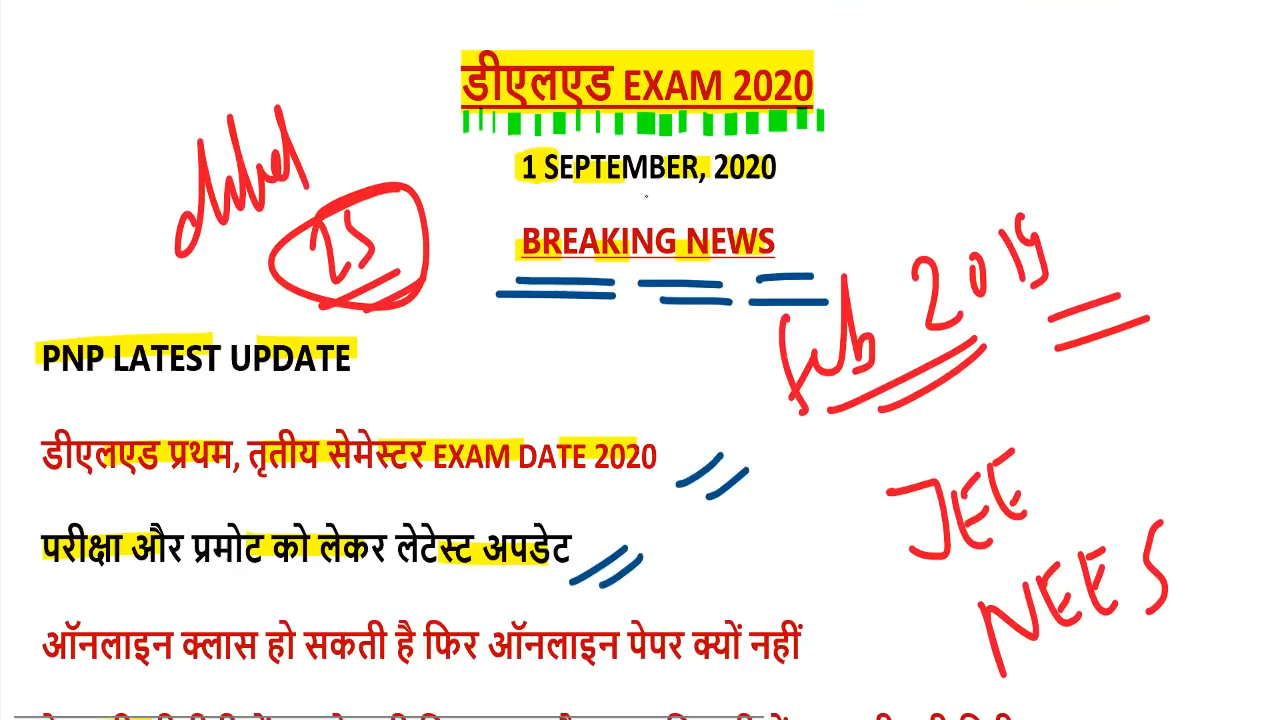 डीएलएड EXAM 2020
1 SEPTEMBER, 2020
BREAKING NEWS
25
Feb 2019
PNP LATEST UPDATE
डीएलएड प्रथम, तृतीय सेमेस्टर EXAM DATE 2020
परीक्षा और प्रमोट को लेकर लेटेस्ट अपडेट
JEE
NEES
ऑनलाइन क्लास हो सकती है फिर ऑनलाइन पेपर क्यों नहीं